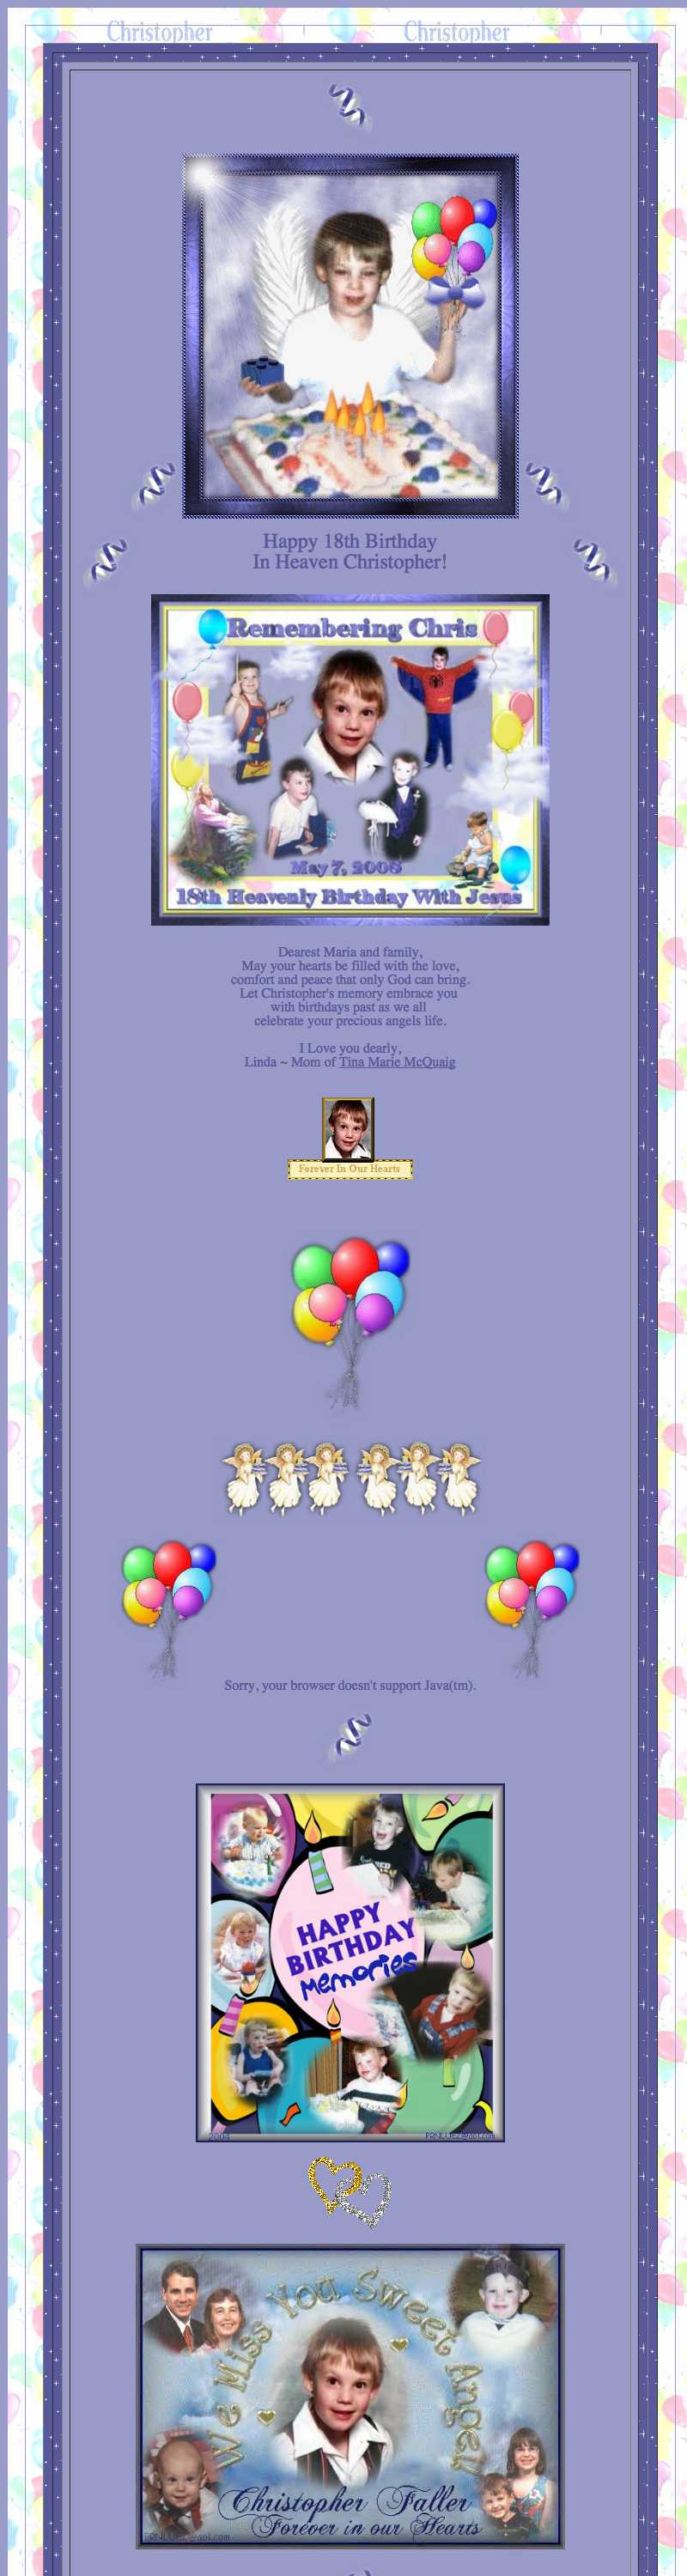 Christopher Christopher
Happy 18th Birthday
In Heaven Christopher!
Remembering Chris
May 7, 2008
18th Heavenly Birthday With Jesus
Dearest Maria and family,
May your hearts be filled with the love,
comfort and peace that only God can bring.
Let Christopher's memory embrace you
with birthdays past as we all
celebrate your precious angels life.
I Love you dearly,
Linda ~ Mom of Tina Marie McQuaig
Forever In Our Hearts
Sorry, your browser doesn't support Java(tm).
HAPPY
BIRTHDAY
Memories
We Miss You Sweet Angel
Christopher Faller
Forever in our Hearts